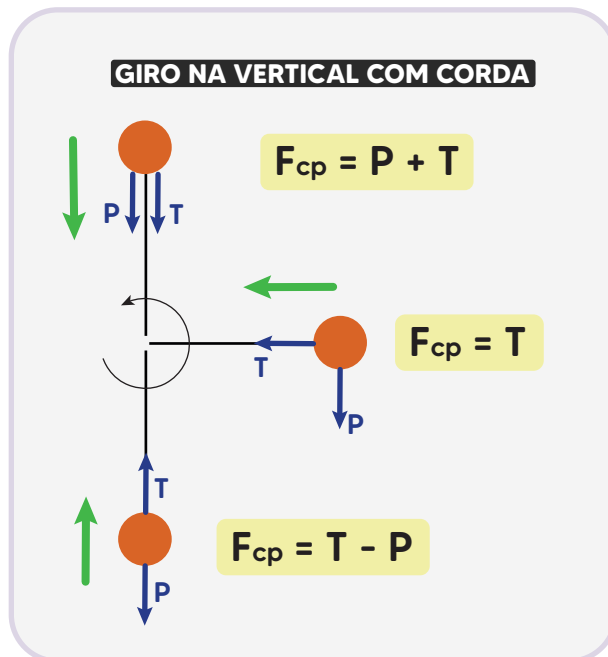 GIRO NA VERTICAL COM CORDA
Fcp = P + T
P T
Fcp = T
T
P
T
Fcp = T - P
P